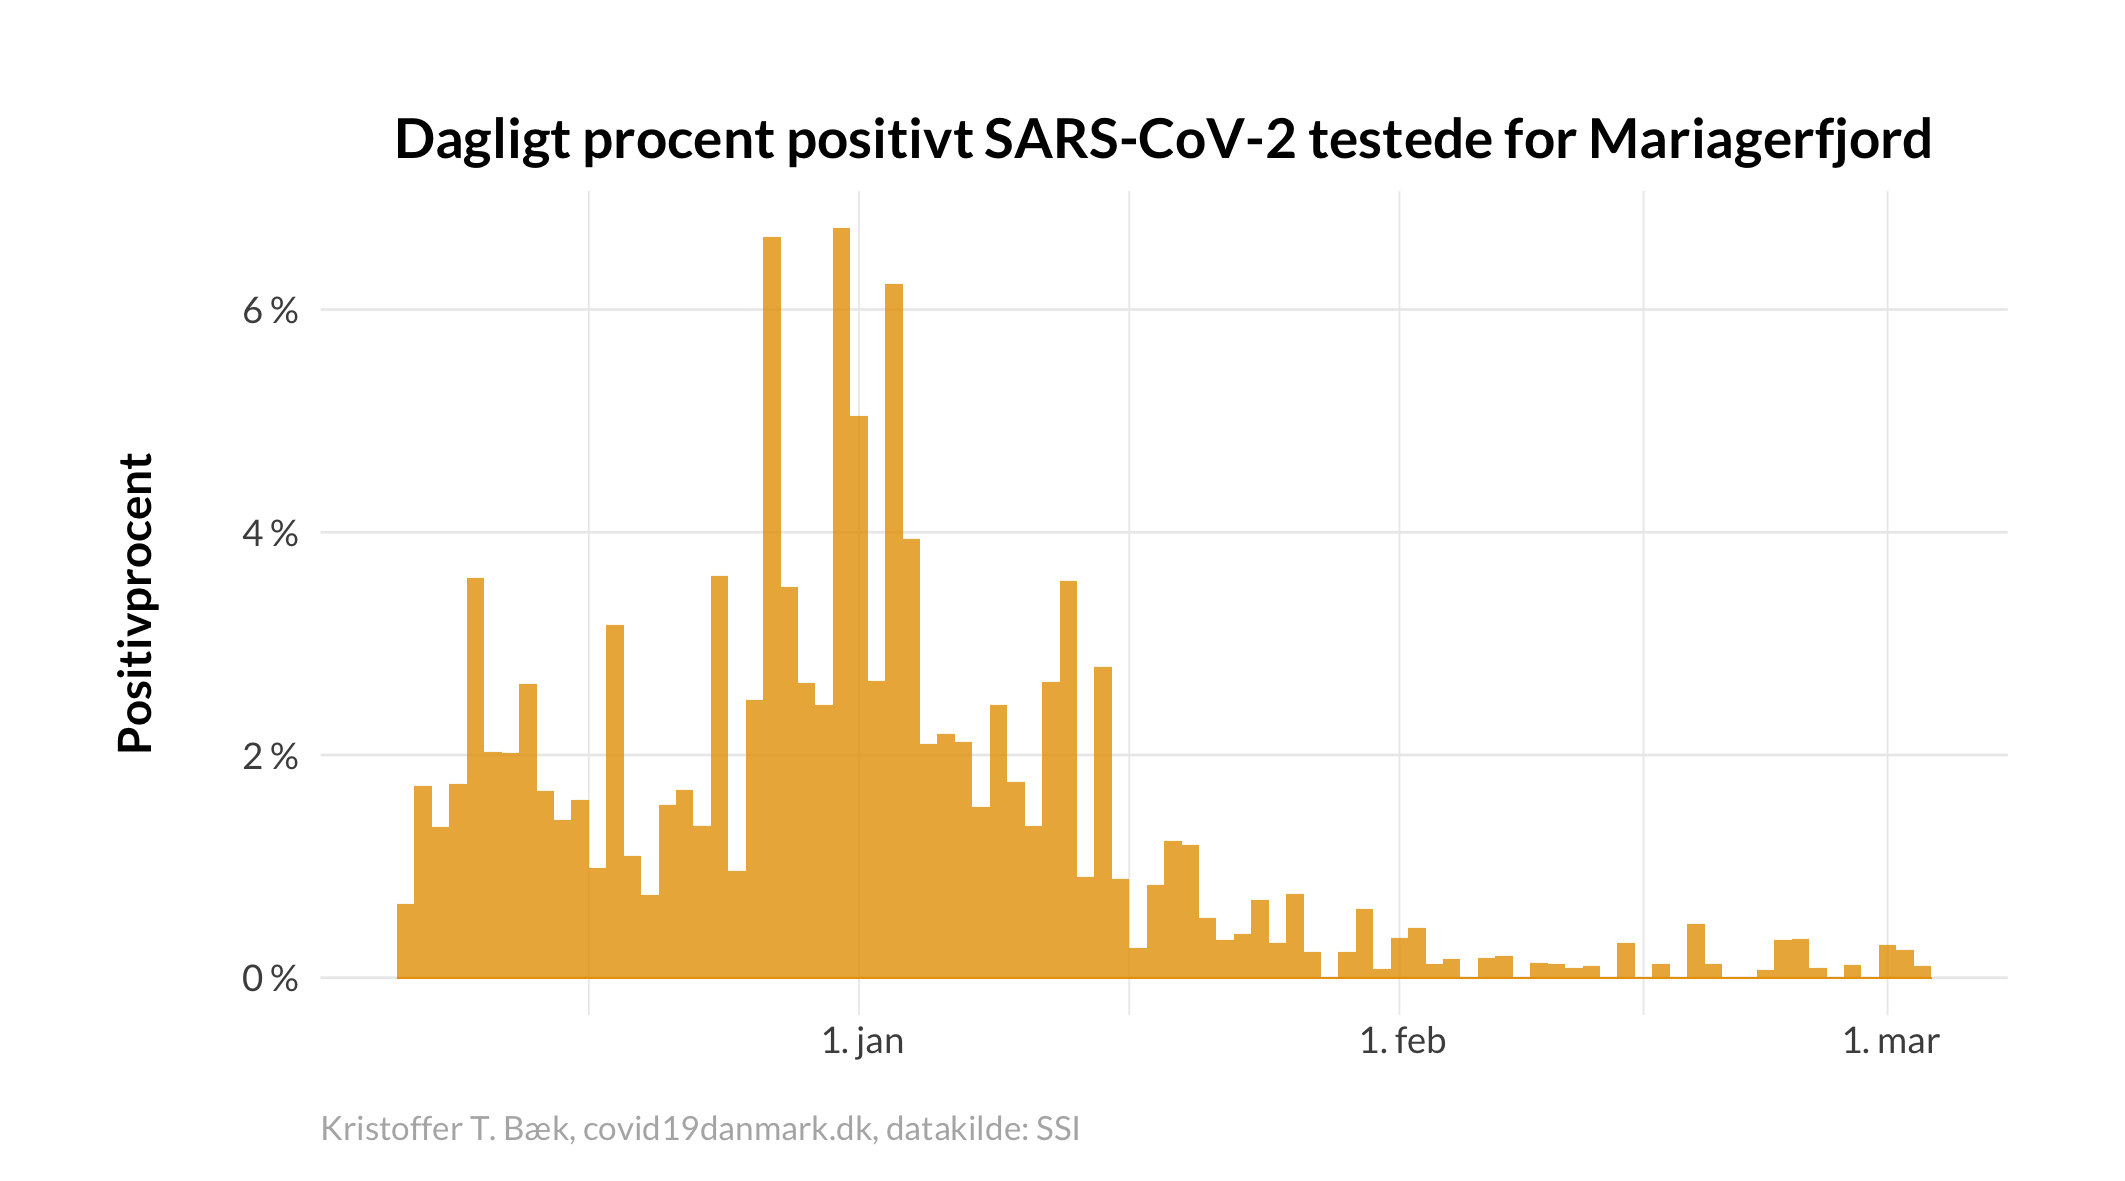 Dagligt procent positivt SARS-CoV-2 testede for Mariagerfjord
Positivprocent
6 %
4 %
2 %
0 %
1. jan
1. feb
1. mar
Kristoffer T. Bæk, covid19danmark.dk, datakilde: SSI